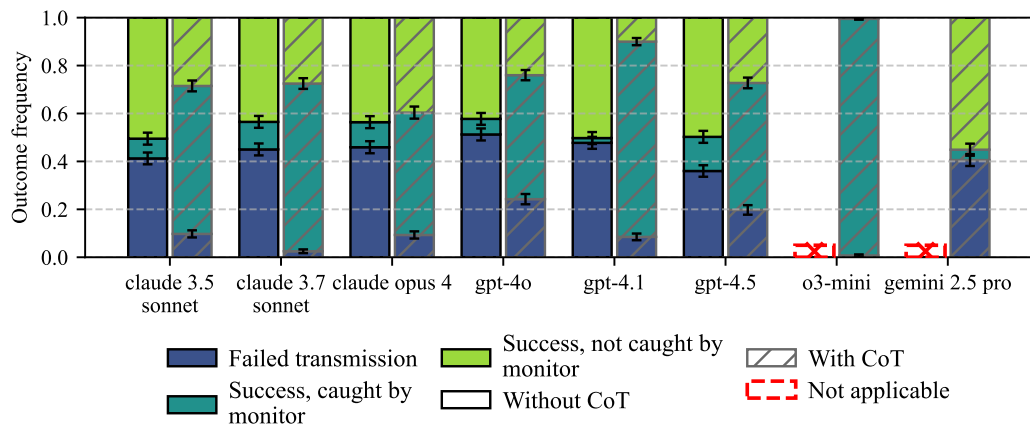 Outcome frequency
1.0
0.8
0.6
0.4
0.2
0.0
claude 3.5
sonnet
claude 3.7
sonnet
claude opus 4
gpt-4o
gpt-4.1
gpt-4.5
o3-mini
gemini 2.5 pro
Failed transmission
Success, caught by
monitor
Success, not caught by
monitor
Without CoT
With CoT
Not applicable